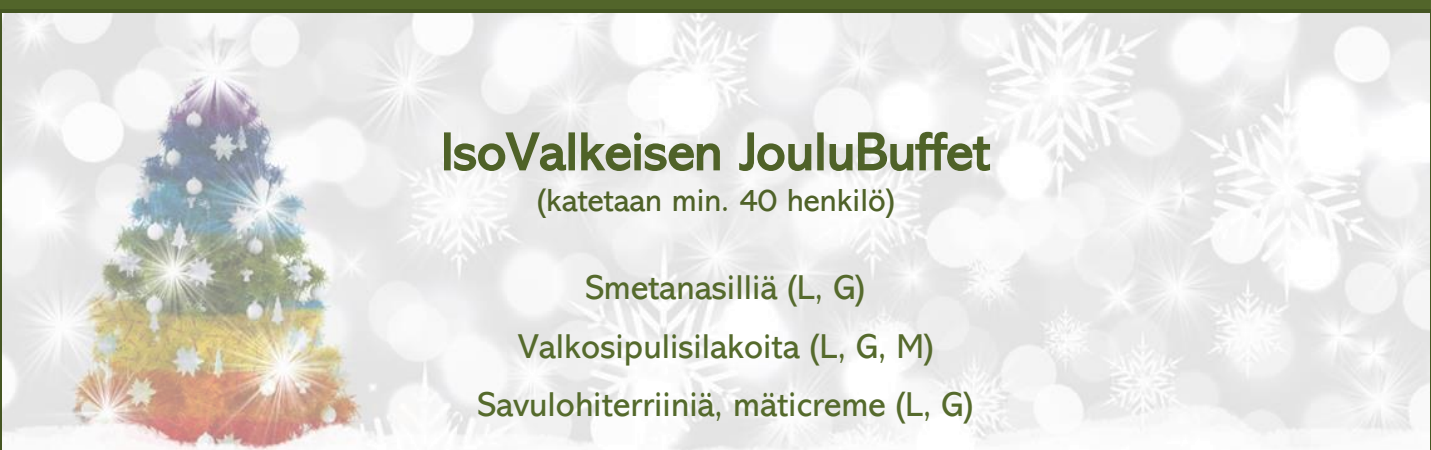 IsoValkeisen JouluBuffet
(katetaan min. 40 henkilö)
Smetanasilliä (L, G)
Valkosipulisilakoita (L, G, M)
Savulohiterriiniä, mäticreme (L, G)